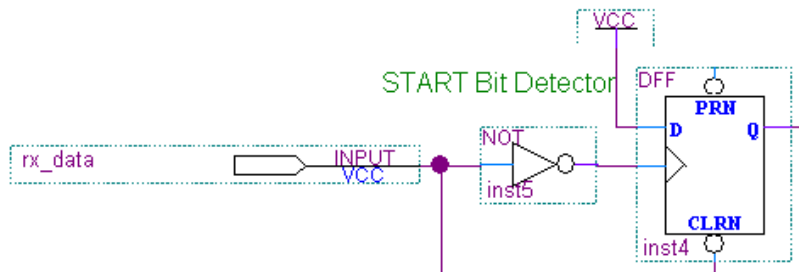 VCC
START Bit Detector
DFF
PRN
D
Q
NOT
rx_data
INPUT
VCC
inst5
CLRN
inst4